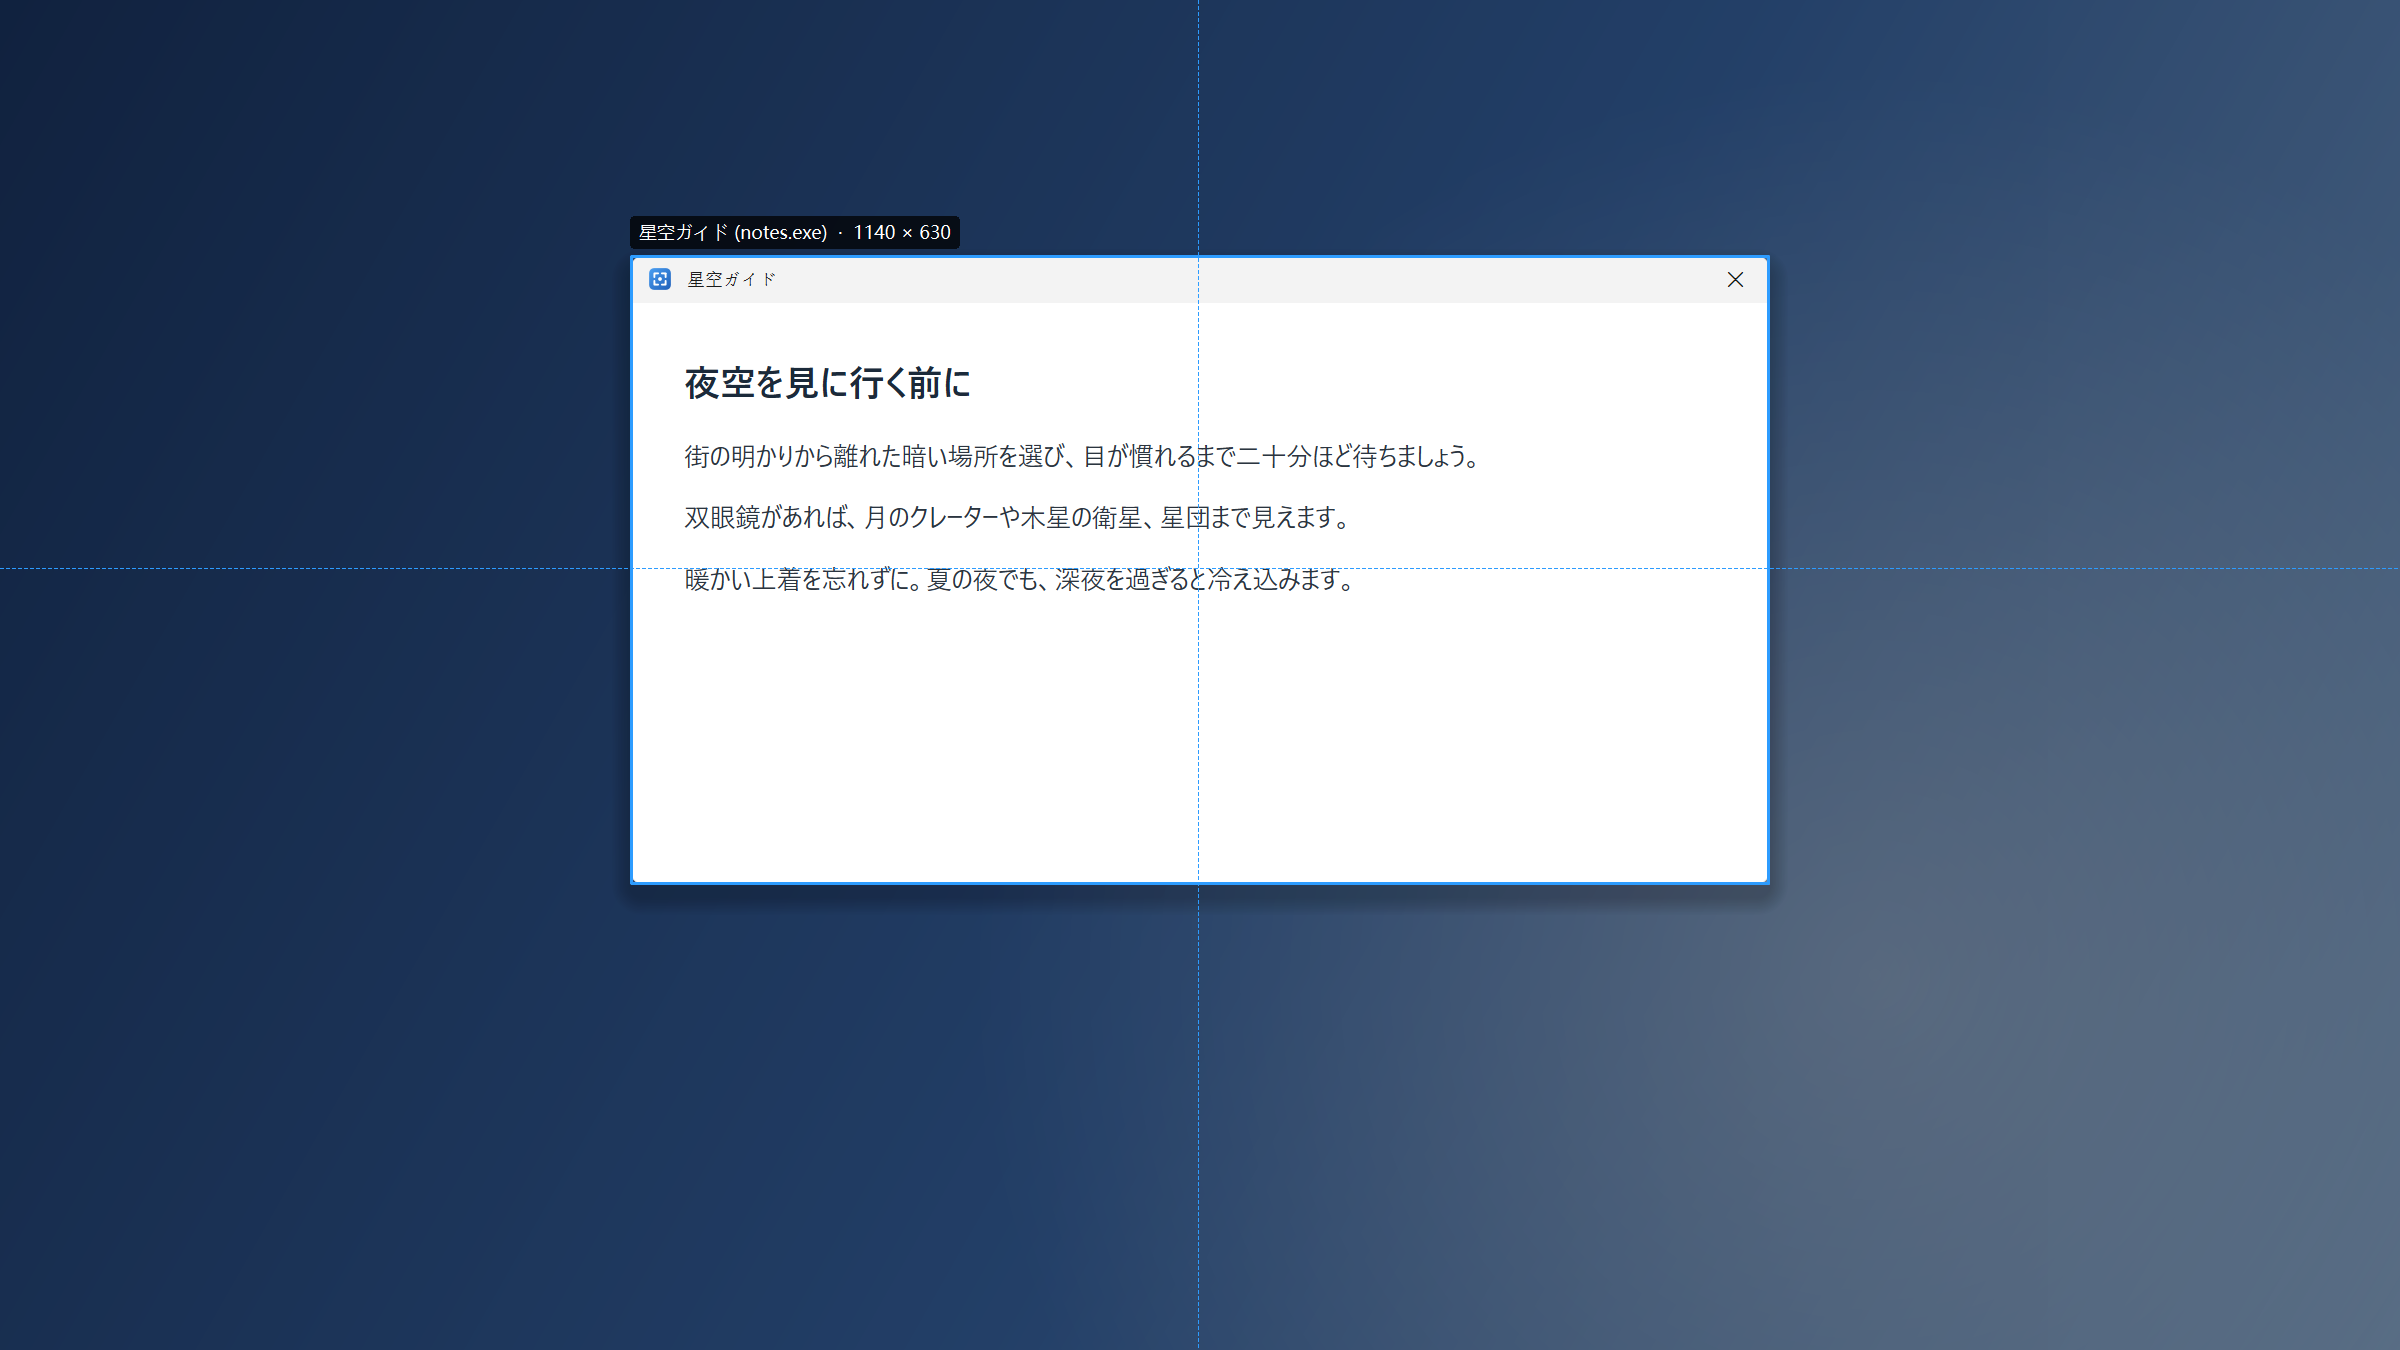 星空ガイド (notes.exe) · 1140 × 630
星空ガイド
夜空を見に行く前に
街の明かりから離れた暗い場所を選び、目が慣れるまで二十分ほど待ちましょう。
双眼鏡があれば、月のクレーターや木星の衛星、星団まで見えます。
暖かい上着を忘れずに。夏の夜でも、深夜を過ぎると冷え込みます。